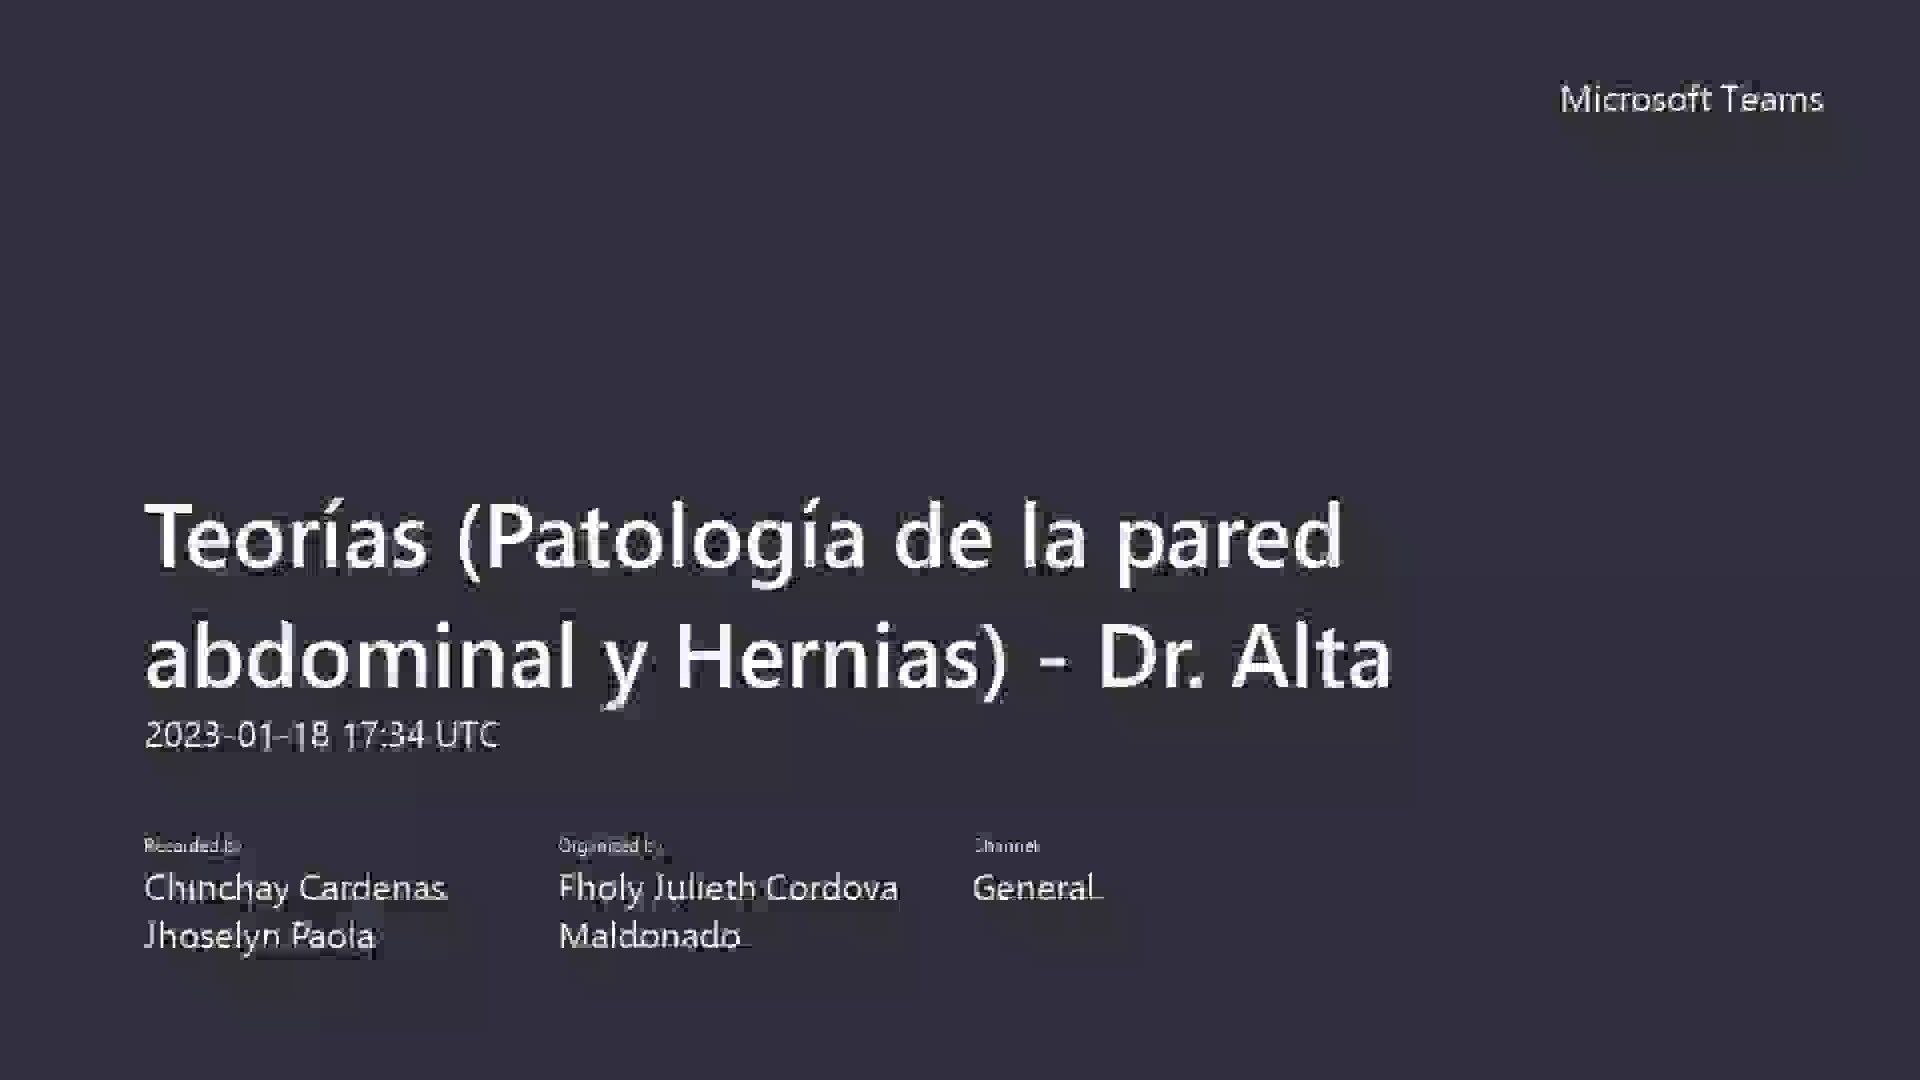 Microsoft Teams
Teorías (Patología de la pared
abdominal y Hernias) - Dr. Alta
2023-01-18 17:34 UTC
Recorded by
Organized by
Channel
Chinchay Cardenas
Fholy Julieth Cordova
General
Jhoselyn Paola
Maldonado